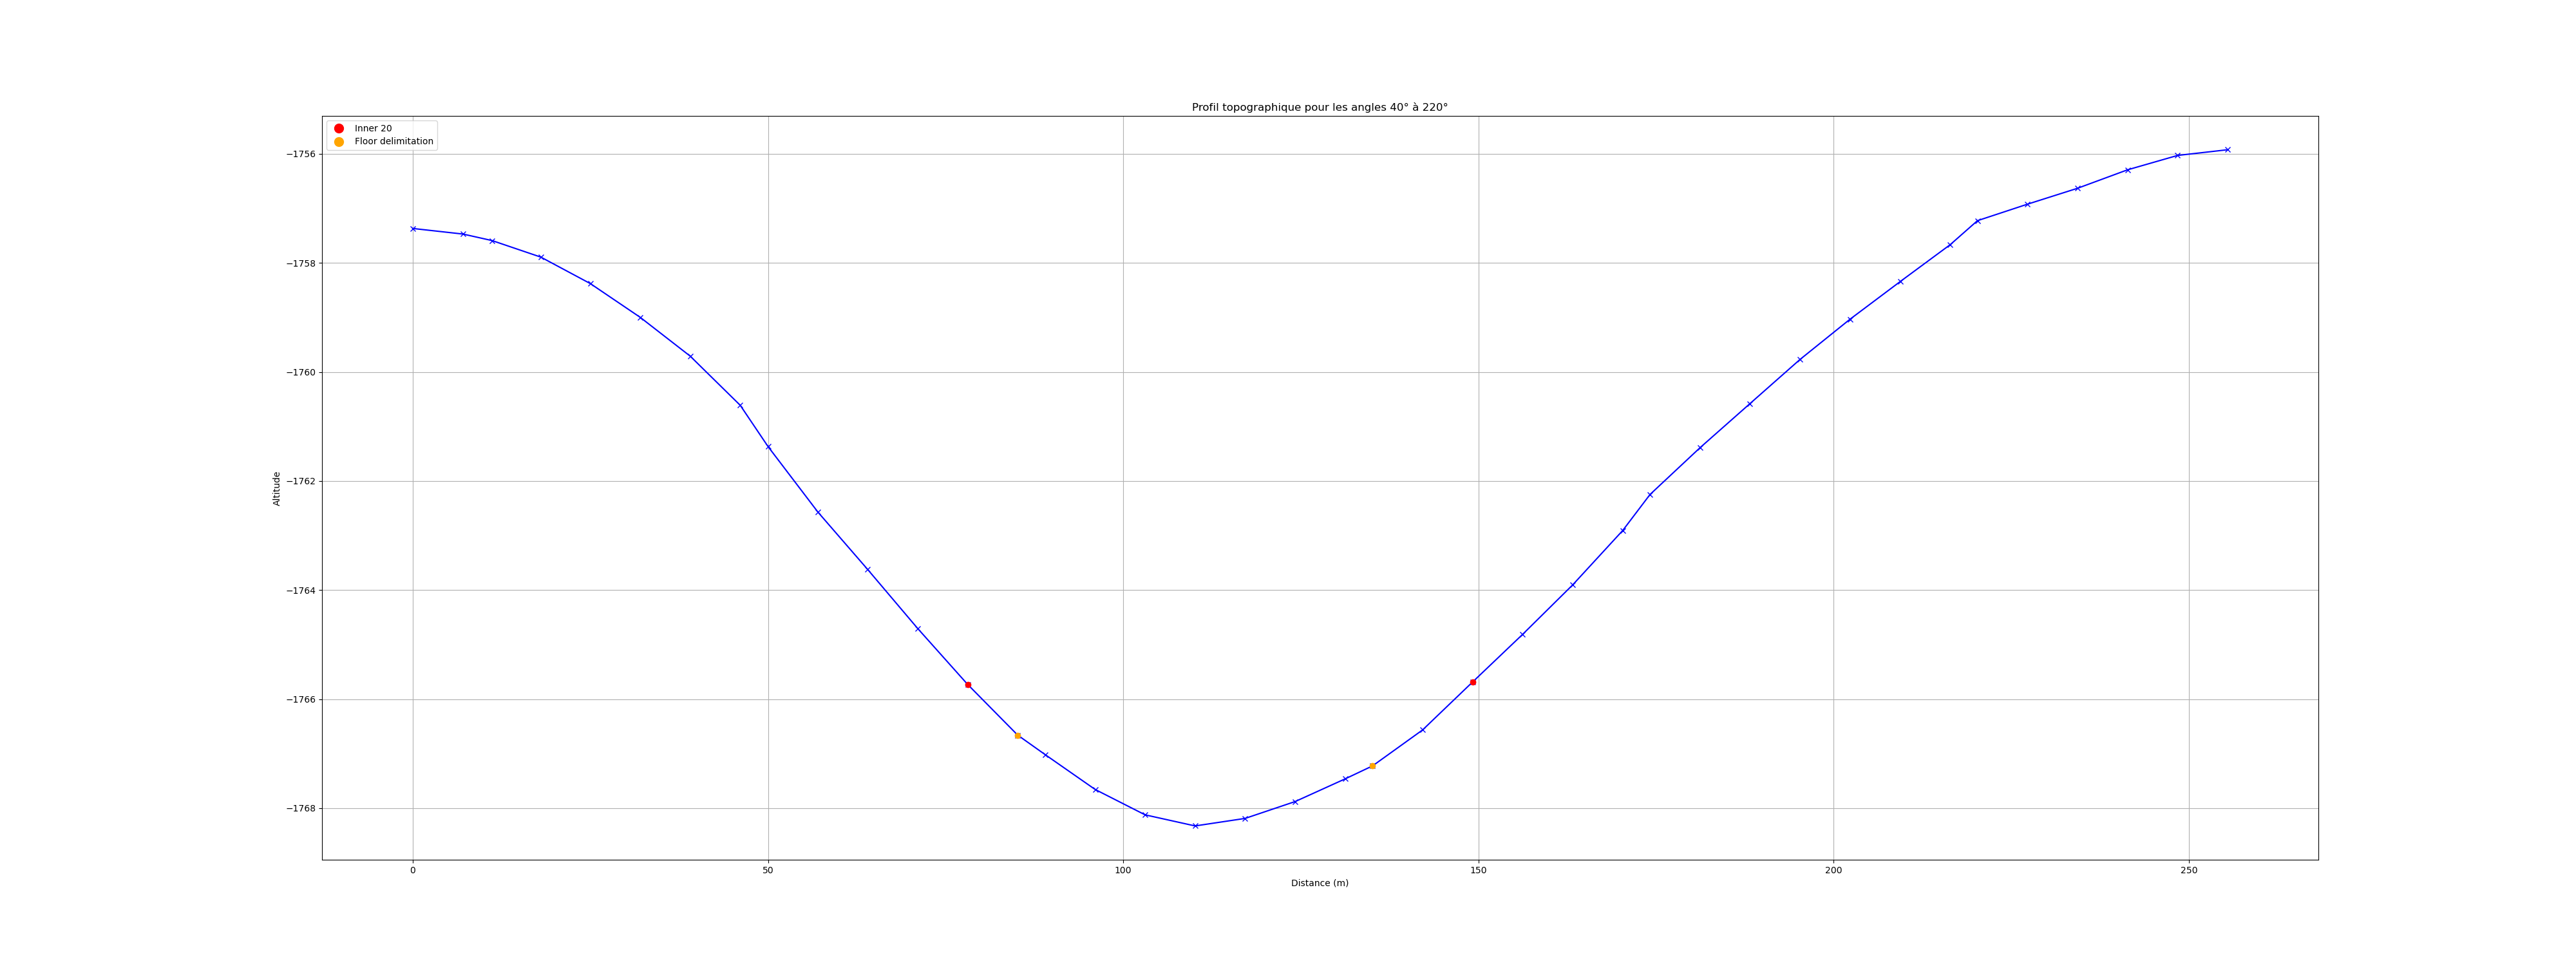 Profil topographique pour les angles 40° à 220°
Inner 20
Floor delimitation
Altitude
−1756
−1758
−1760
−1762
−1764
−1766
−1768
0 50 100 150 200 250
Distance (m)